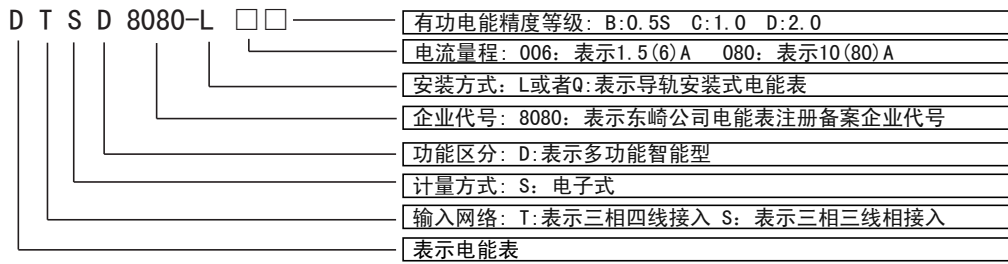 D T S D 8080-L □□
有功电能精度等级: B:0.5S C:1.0 D:2.0
电流量程: 006: 表示1.5(6)A 080: 表示10(80)A
安装方式: L或者Q:表示导轨安装式电能表
企业代号: 8080: 表示东崎公司电能表注册备案企业代号
功能区分: D:表示多功能智能型
计量方式: S: 电子式
输入网络: T:表示三相四线接入 S: 表示三相三线相接入
表示电能表